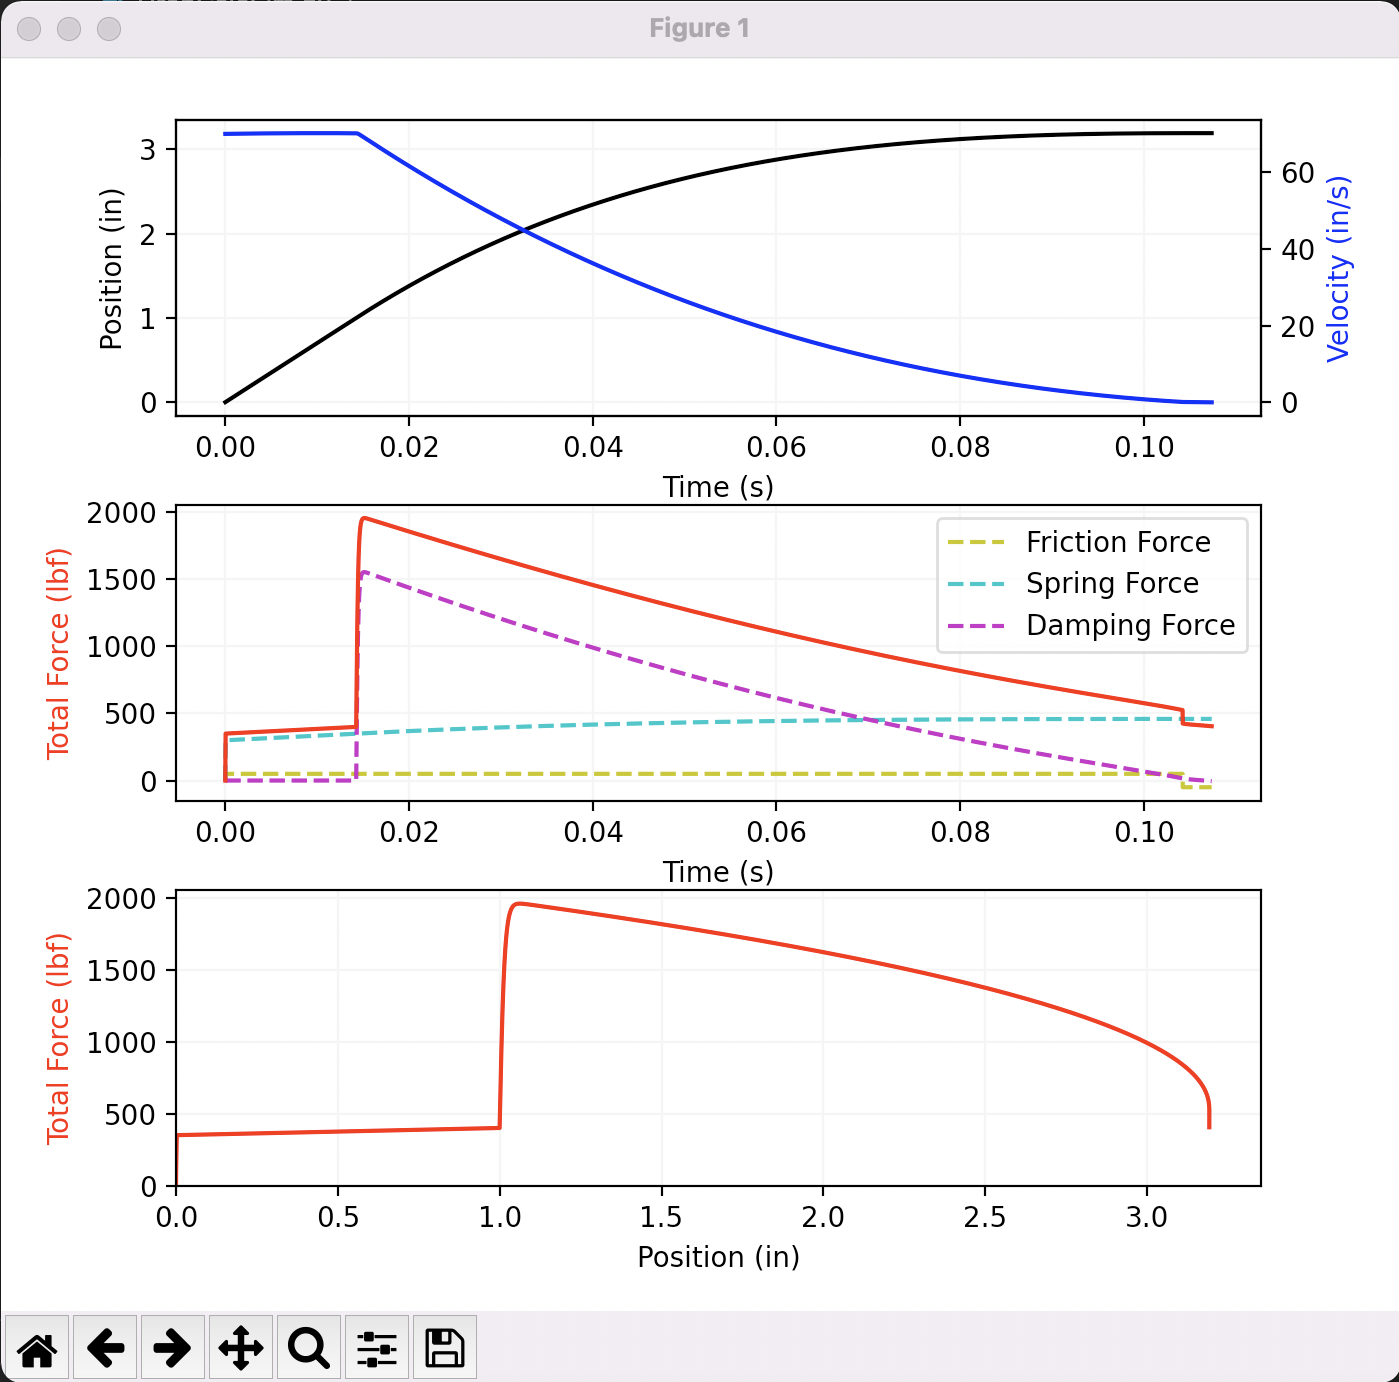 Figure 1
3
2
1
0
Position (in)
60
40
20
0
Velocity (in/s)
0.00 0.02 0.04 0.06 0.08 0.10
Time (s)
2000
1500
1000
500
0
Total Force (lbf)
Friction Force
Spring Force
Damping Force
0.00 0.02 0.04 0.06 0.08 0.10
Time (s)
2000
1500
1000
500
0
Total Force (lbf)
0.0 0.5 1.0 1.5 2.0 2.5 3.0
Position (in)